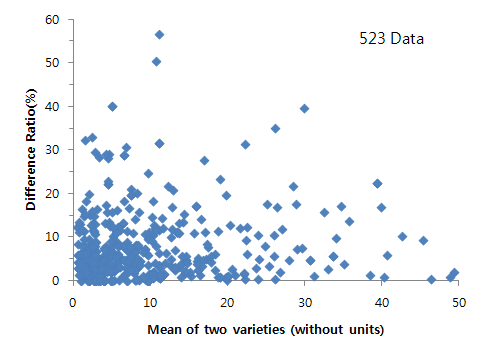 60
523 Data
50
40
30
20
10
0
0 10 20 30 40 50
Difference Ratio(%)
Mean of two varieties (without units)